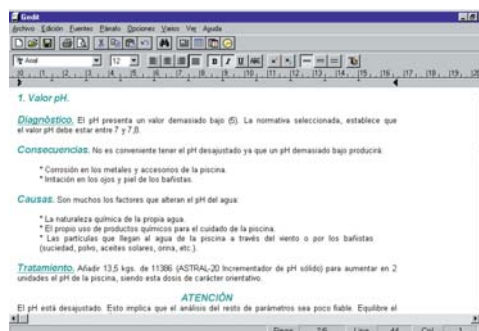 Gedit
Archivo Edición Fuentes Párrafo Opciones Varios Ver Ayuda
Arial 12
1. Valor pH.
Diagnóstico. El pH presenta un valor demasiado bajo (5). La normativa seleccionada, establece que
el valor pH debe estar entre 7 y 7,8.
Consecuencias. No es conveniente tener el pH desajustado ya que un pH demasiado bajo producirá:
* Corrosión en los metales y accesorios de la piscina.
* Irritación en los ojos y piel de los bañistas.
Causas. Son muchos los factores que alteran el pH del agua:
* La naturaleza química de la propia agua.
* El propio uso de productos químicos para el cuidado de la piscina.
* Las partículas que llegan al agua de la piscina a través del viento o por los bañistas
(suciedad, polvo, aceites solares, orina, etc.).
Tratamiento. Añadir 13,5 kgs. de 11386 (ASTRAL-20 Incrementador de pH sólido) para aumentar en 2
unidades el pH de la piscina, siendo esta dosis de carácter orientativo.
ATENCIÓN
El pH está desajustado. Esto implica que el análisis del resto de parámetros sea poco fiable. Equilibre el